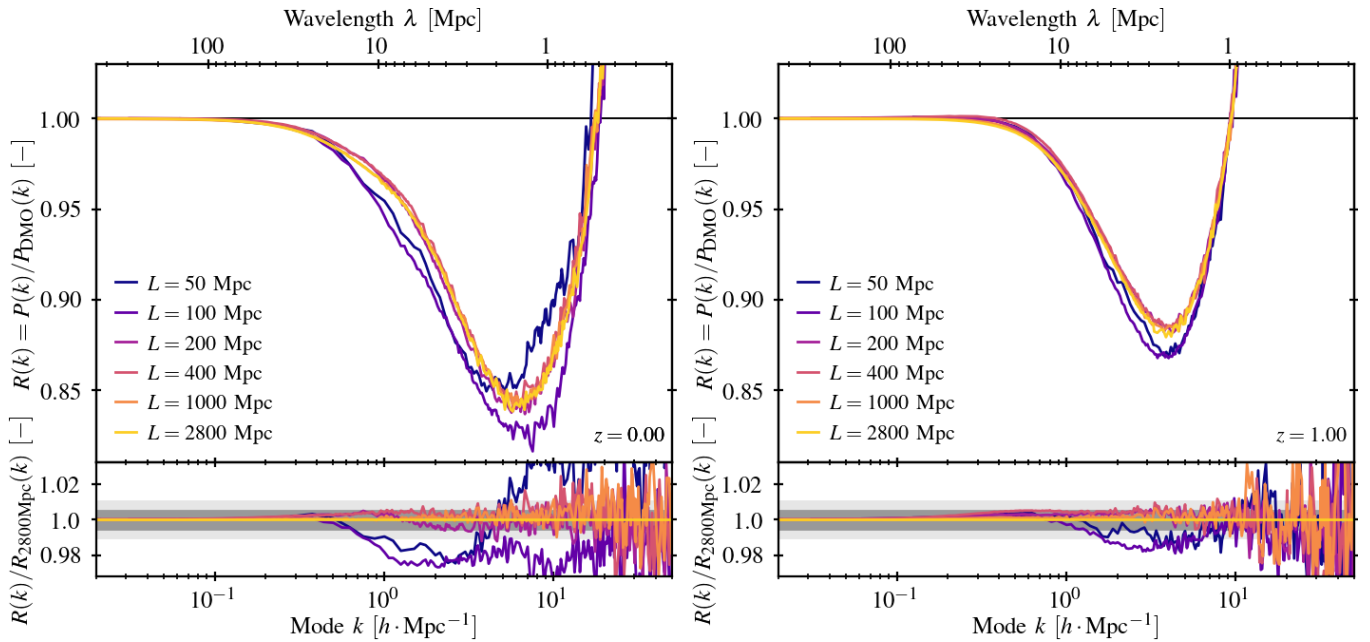 Wavelength λ [Mpc]
100 10 1
R(k) = P(k)/P_DMO(k) [−]
1.00
0.95
0.90
0.85
L = 50 Mpc
L = 100 Mpc
L = 200 Mpc
L = 400 Mpc
L = 1000 Mpc
L = 2800 Mpc
z = 0.00
R(k)/R_2800Mpc(k) [−]
1.02
1.0
0.98
10^−1 10^0 10^1
Mode k [h · Mpc^−1]
Wavelength λ [Mpc]
100 10 1
R(k) = P(k)/P_DMO(k) [−]
1.00
0.95
0.90
0.85
L = 50 Mpc
L = 100 Mpc
L = 200 Mpc
L = 400 Mpc
L = 1000 Mpc
L = 2800 Mpc
z = 1.00
R(k)/R_2800Mpc(k) [−]
1.02
1.0
0.98
10^−1 10^0 10^1
Mode k [h · Mpc^−1]